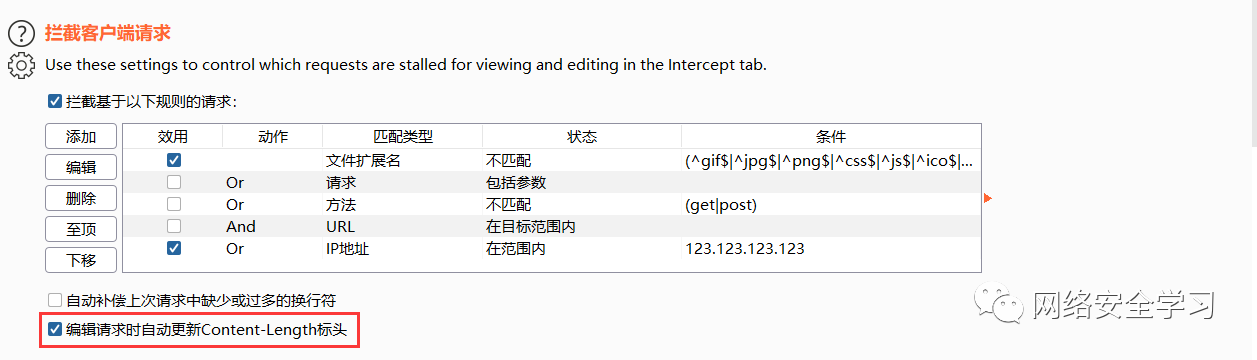 拦截客户端请求
Use these settings to control which requests are stalled for viewing and editing in the Intercept tab.
拦截基于以下规则的请求:
添加
编辑
删除
至顶
下移
效用 动作 匹配类型 状态 条件
文件扩展名 不匹配 (^gif$|^jpg$|^png$|^css$|^js$|^ico$|...
Or 请求 包括参数
Or 方法 不匹配 (get|post)
And URL 在目标范围内
Or IP地址 在范围内 123.123.123.123
自动补偿上次请求中缺少或过多的换行符
编辑请求时自动更新Content-Length标头
网络安全学习